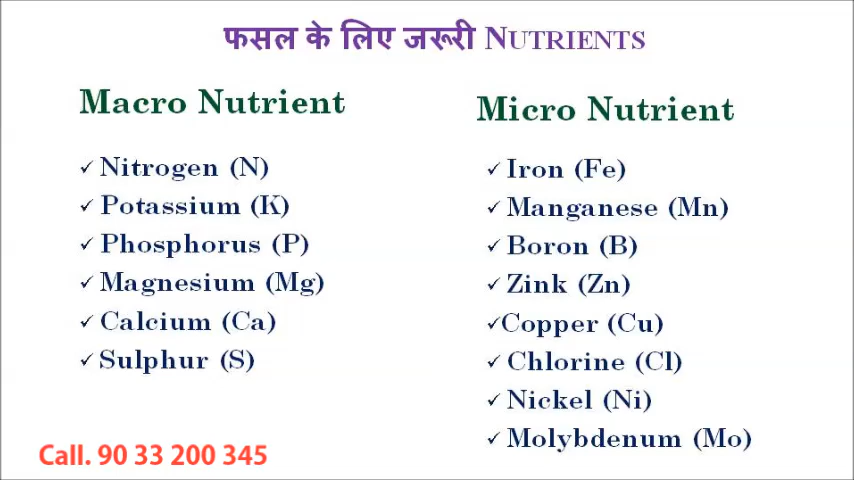 फसल के लिए जरूरी NUTRIENTS
Macro Nutrient
✓ Nitrogen (N)
✓ Potassium (K)
✓ Phosphorus (P)
✓ Magnesium (Mg)
✓ Calcium (Ca)
✓ Sulphur (S)
Micro Nutrient
✓ Iron (Fe)
✓ Manganese (Mn)
✓ Boron (B)
✓ Zink (Zn)
✓Copper (Cu)
✓ Chlorine (Cl)
✓ Nickel (Ni)
✓ Molybdenum (Mo)
Call. 90 33 200 345